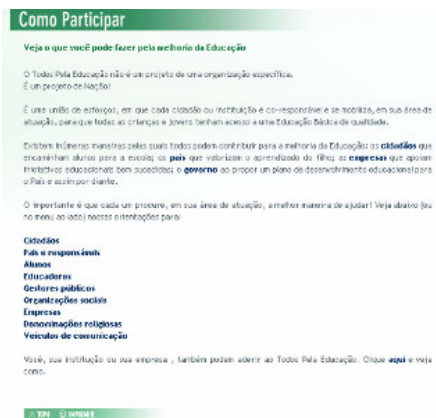 Como Participar
Veja o que você pode fazer pela melhoria da Educação
O Todos Pela Educação não é um projeto de uma organização específica.
É um projeto de Nação!
É uma união de esforços, em que cada cidadão ou instituição é co-responsável e se mobiliza, em sua área de
atuação, para que todas as crianças e jovens tenham acesso a uma Educação Básica de qualidade.
Existem inúmeras maneiras pelas quais todos podem contribuir para a melhoria da Educação: os cidadãos que
encaminham alunos para a escola; os pais que valorizam o aprendizado do filho; as empresas que apoiam
iniciativas educacionais bem sucedidas; o governo ao propor um plano de desenvolvimento educacional para
o País e assim por diante.
O importante é que cada um procure, em sua área de atuação, a melhor maneira de ajudar! Veja abaixo (ou
no menu ao lado) nossas orientações para:
Cidadãos
Pais e responsáveis
Alunos
Educadores
Gestores públicos
Organizações sociais
Empresas
Denominações religiosas
Veículos de comunicação
Você, sua instituição ou sua empresa , também podem aderir ao Todos Pela Educação. Clique aqui e veja
como.
TOPO IMPRIMIR